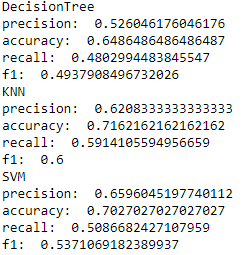 DecisionTree
precision:  0.526046176046176
accuracy:  0.6486486486486487
recall:  0.4802994483845547
f1:  0.4937908496732026
KNN
precision:  0.6208333333333333
accuracy:  0.7162162162162162
recall:  0.5914105594956659
f1:  0.6
SVM
precision:  0.6596045197740112
accuracy:  0.7027027027027027
recall:  0.5086682427107959
f1:  0.5371069182389937